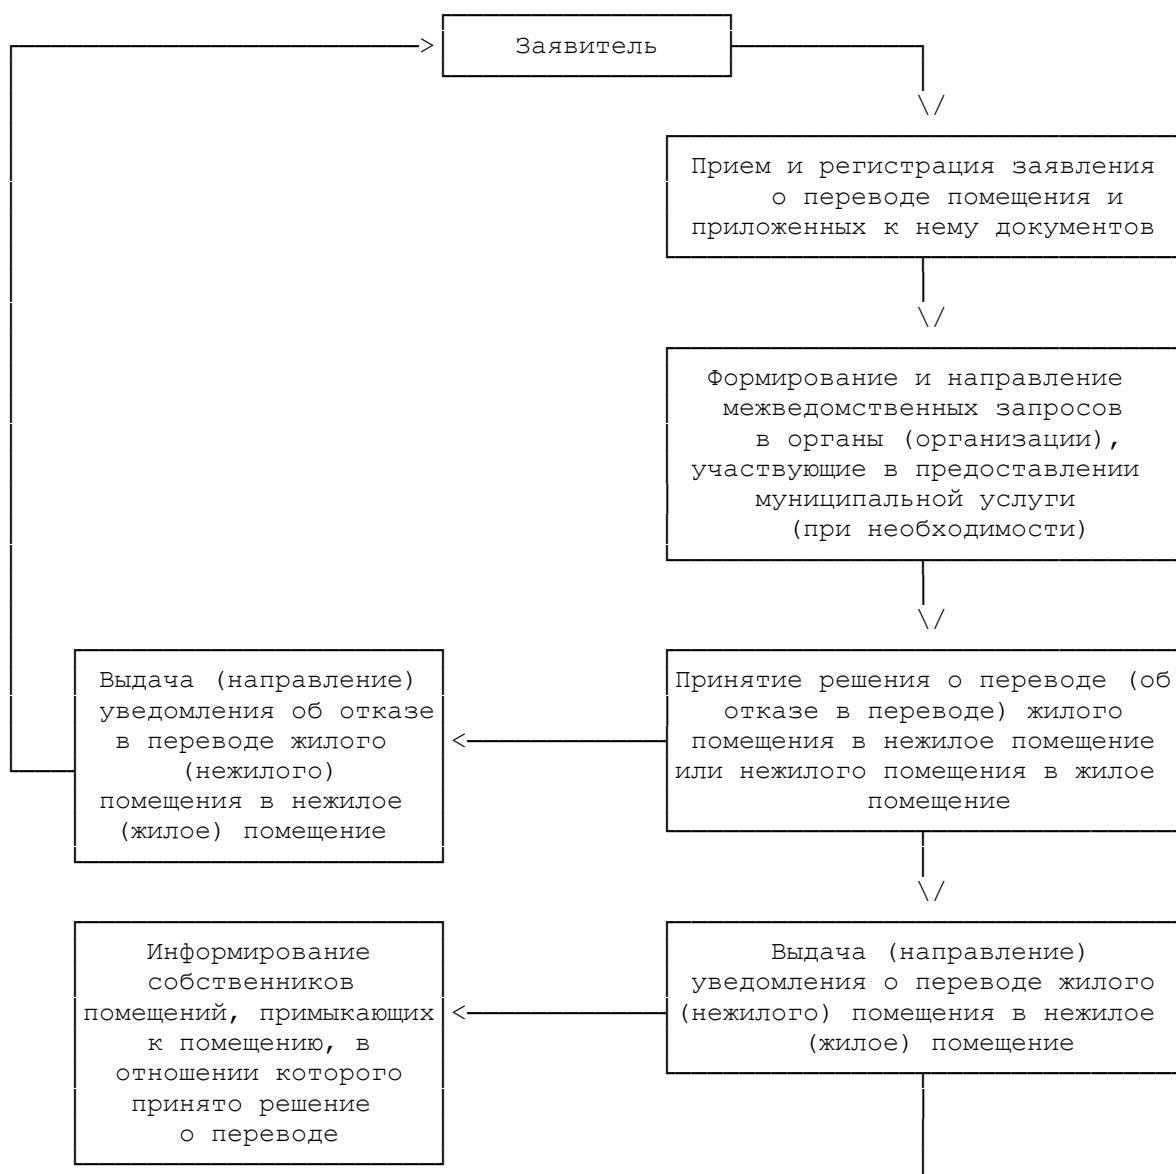 Заявитель
Прием и регистрация заявления
о переводе помещения и
приложенных к нему документов
Формирование и направление
межведомственных запросов
в органы (организации),
участвующие в предоставлении
муниципальной услуги
(при необходимости)
Выдача (направление)
уведомления об отказе
в переводе жилого
(нежилого)
помещения в нежилое
(жилое) помещение
Принятие решения о переводе (об
отказе в переводе) жилого
помещения в нежилое помещение
или нежилого помещения в жилое
помещение
Информирование
собственников
помещений, примыкающих
к помещению, в
отношении которого
принято решение
о переводе
Выдача (направление)
уведомления о переводе жилого
(нежилого) помещения в нежилое
(жилое) помещение